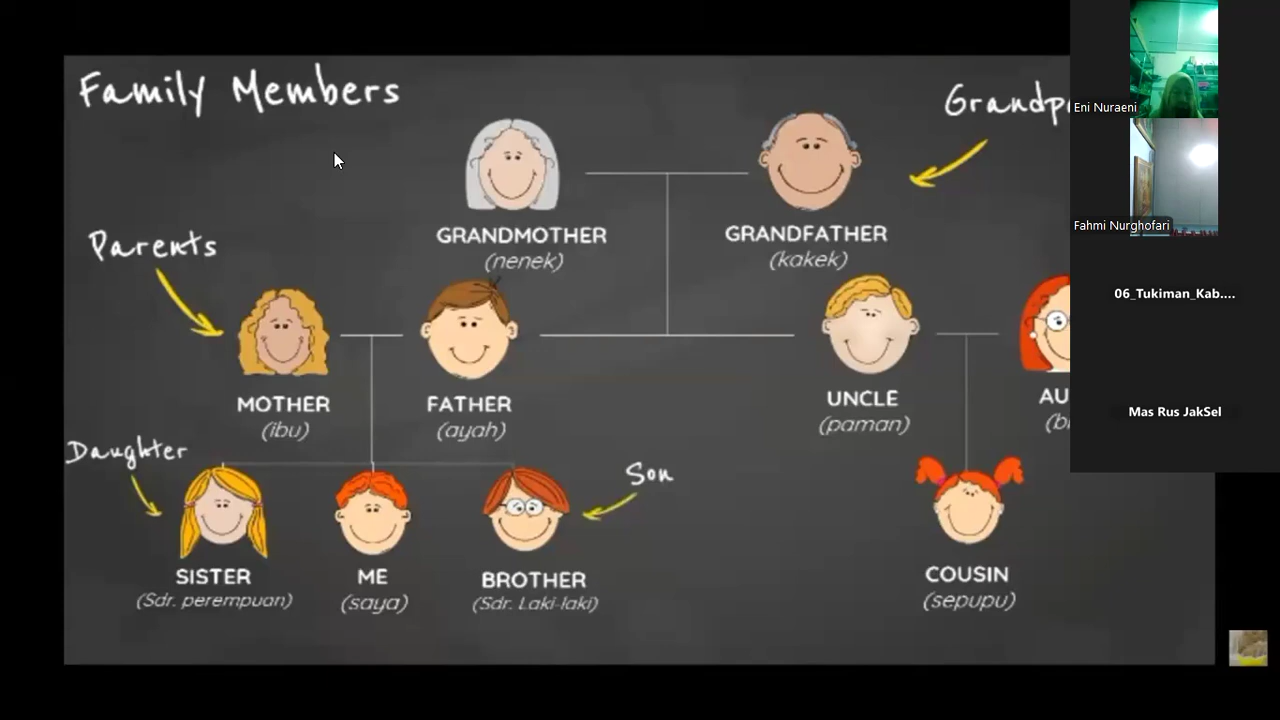 Family Members
Grandp
GRANDMOTHER
(nenek)
GRANDFATHER
(kakek)
Parents
MOTHER
(ibu)
FATHER
(ayah)
UNCLE
(paman)
AU
(b
Daughter
Son
SISTER
(Sdr. perempuan)
ME
(saya)
BROTHER
(Sdr. Laki-laki)
COUSIN
(sepupu)
Eni Nuraeni
Fahmi Nurghofari
06_Tukiman_Kab....
Mas Rus JakSel